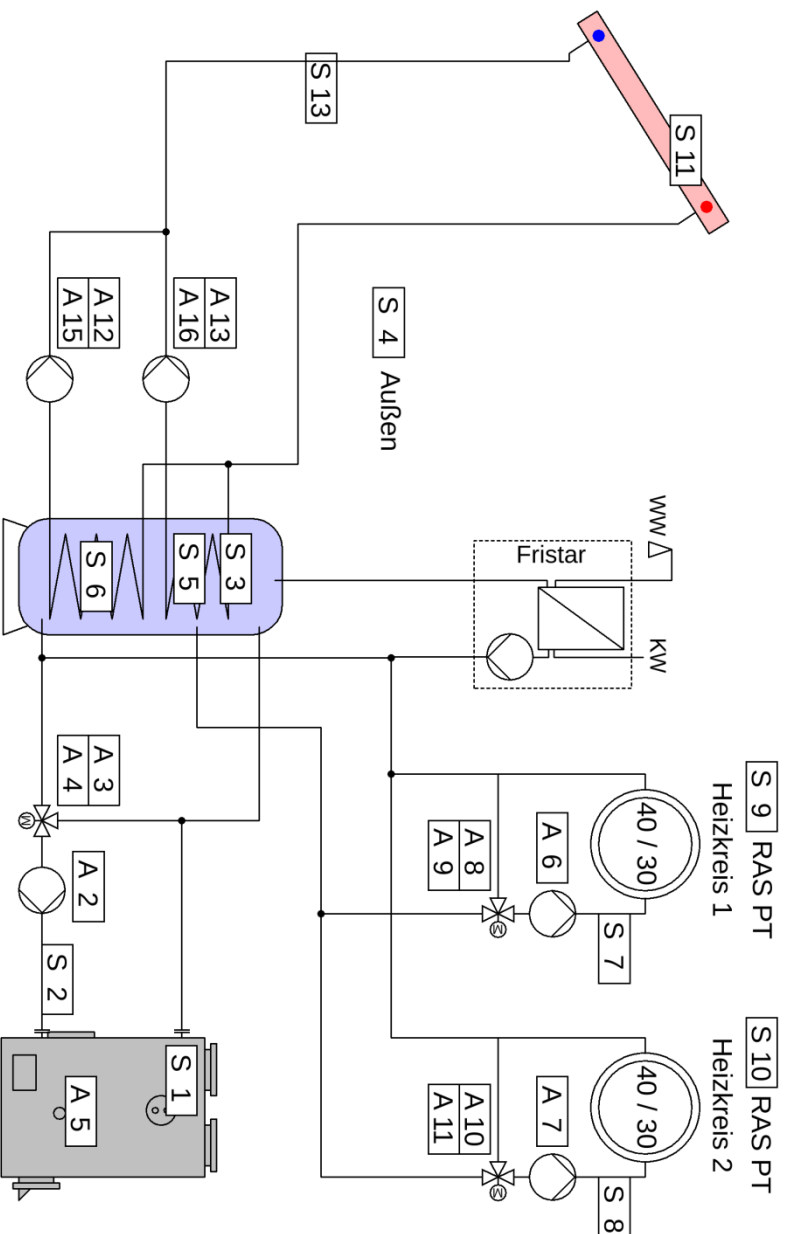 S 11
S 13
S 4 Außen
A 13
A 16
A 12
A 15
WW
KW
Fristar
S 3
S 5
S 6
S 9 RAS PT
Heizkreis 1
40 / 30
S 7
A 6
A 8
A 9
M
S 10 RAS PT
Heizkreis 2
40 / 30
S 8
A 7
A 10
A 11
M
A 3
A 4
M
A 2
S 2
S 1
A 5